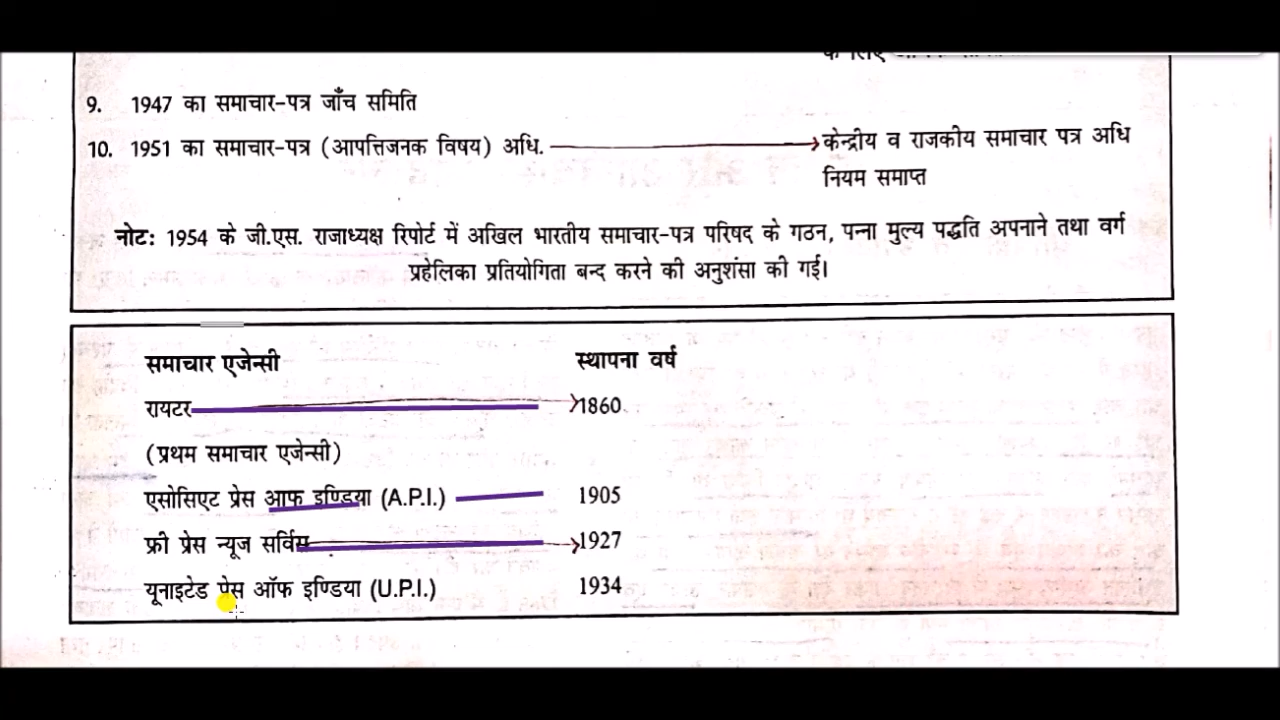 के लिए
9. 1947 का समाचार-पत्र जाँच समिति
10. 1951 का समाचार-पत्र (आपत्तिजनक विषय) अधि. केन्द्रीय व राजकीय समाचार पत्र अधि
नियम समाप्त
नोट: 1954 के जी.एस. राजाध्यक्ष रिपोर्ट में अखिल भारतीय समाचार-पत्र परिषद के गठन, पन्ना मुल्य पद्धति अपनाने तथा वर्ग
प्रहेलिका प्रतियोगिता बन्द करने की अनुशंसा की गई।
समाचार एजेन्सी स्थापना वर्ष
रायटर 1860
(प्रथम समाचार एजेन्सी)
एसोसिएट प्रेस आफ इण्डिया (A.P.I.) 1905
फ्री प्रेस न्यूज सर्विस 1927
यूनाइटेड प्रेस ऑफ इण्डिया (U.P.I.) 1934